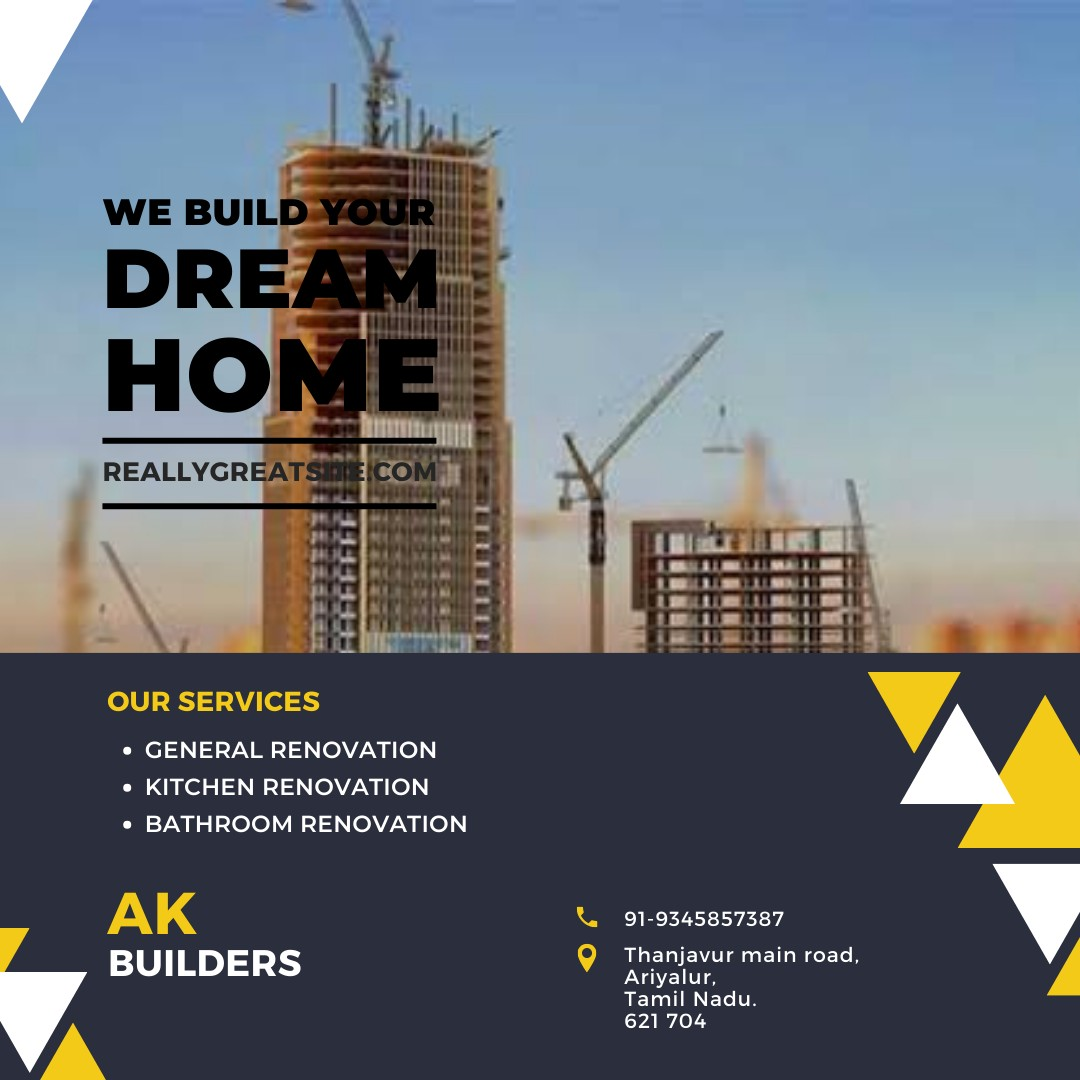 WE BUILD YOUR
DREAM
HOME
REALLYGREATSITE.COM
OUR SERVICES
• GENERAL RENOVATION
• KITCHEN RENOVATION
• BATHROOM RENOVATION
AK
BUILDERS
91-9345857387
Thanjavur main road,
Ariyalur,
Tamil Nadu.
621 704